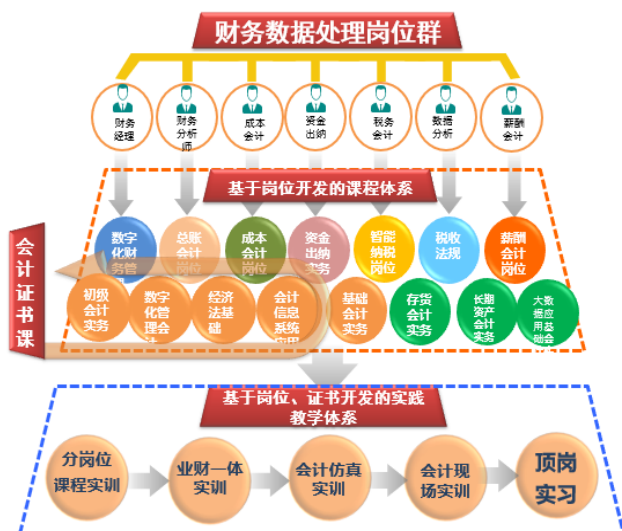 财务数据处理岗位群
财务
经理
财务
分析
师
成本
会计
资金
出纳
税务
会计
数据
分析
薪酬
会计
基于岗位开发的课程体系
会计证书课
数字
化财
务管
总账
会计
岗位
成本
会计
岗位
资金
出纳
实务
智能
纳税
岗位
税收
法规
薪酬
会计
岗位
初级
会计
实务
数字
化管
理会
计
经济
法基
础
会计
信息
系统
应用
基础
会计
实务
存货
会计
实务
长期
资产
会计
实务
大数
据应
用基
础会
基于岗位、证书开发的实践
教学体系
分岗位
课程实训
业财一体
实训
会计仿真
实训
会计现
场实训
顶岗
实习